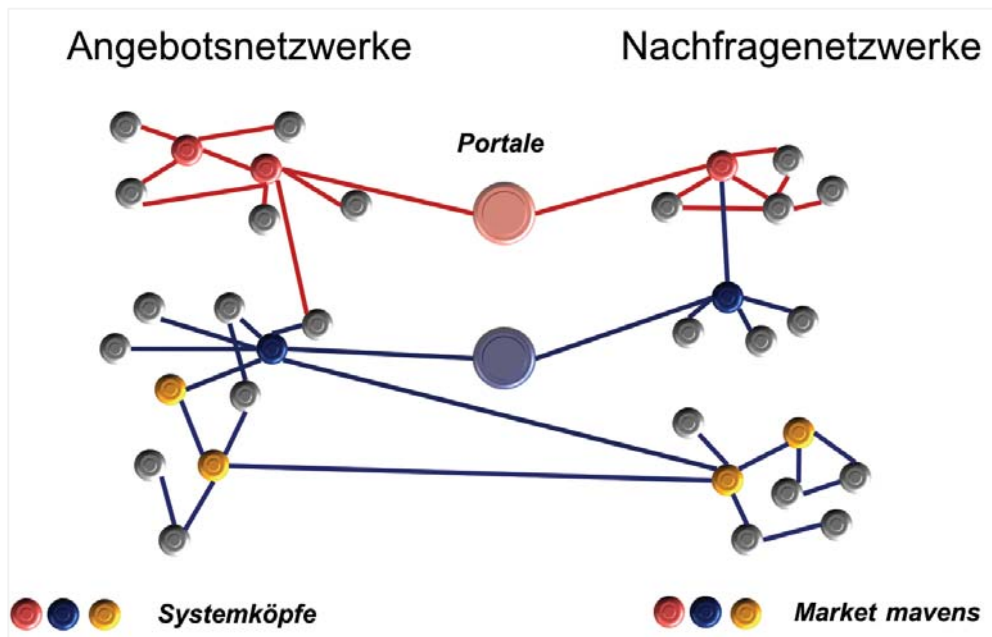 Angebotsnetzwerke
Nachfragenetzwerke
Portale
Systemköpfe
Market mavens